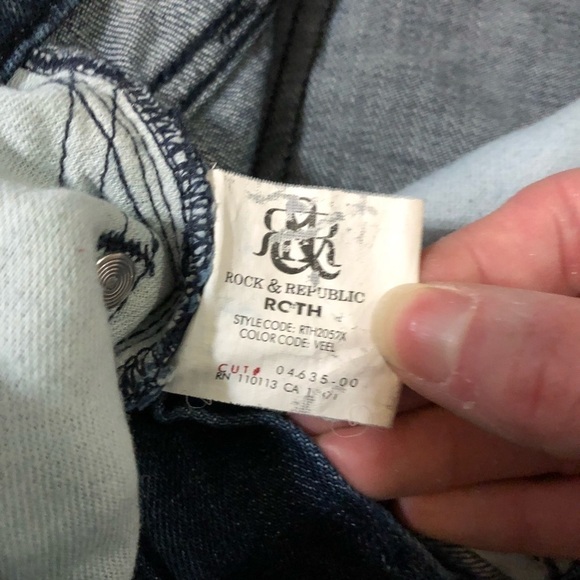 ROCK & REPUBLIC
ROTH
STYLE CODE: RTH2057X
COLOR CODE: VEEL
CUT# 04635-00
RN 110113 CA